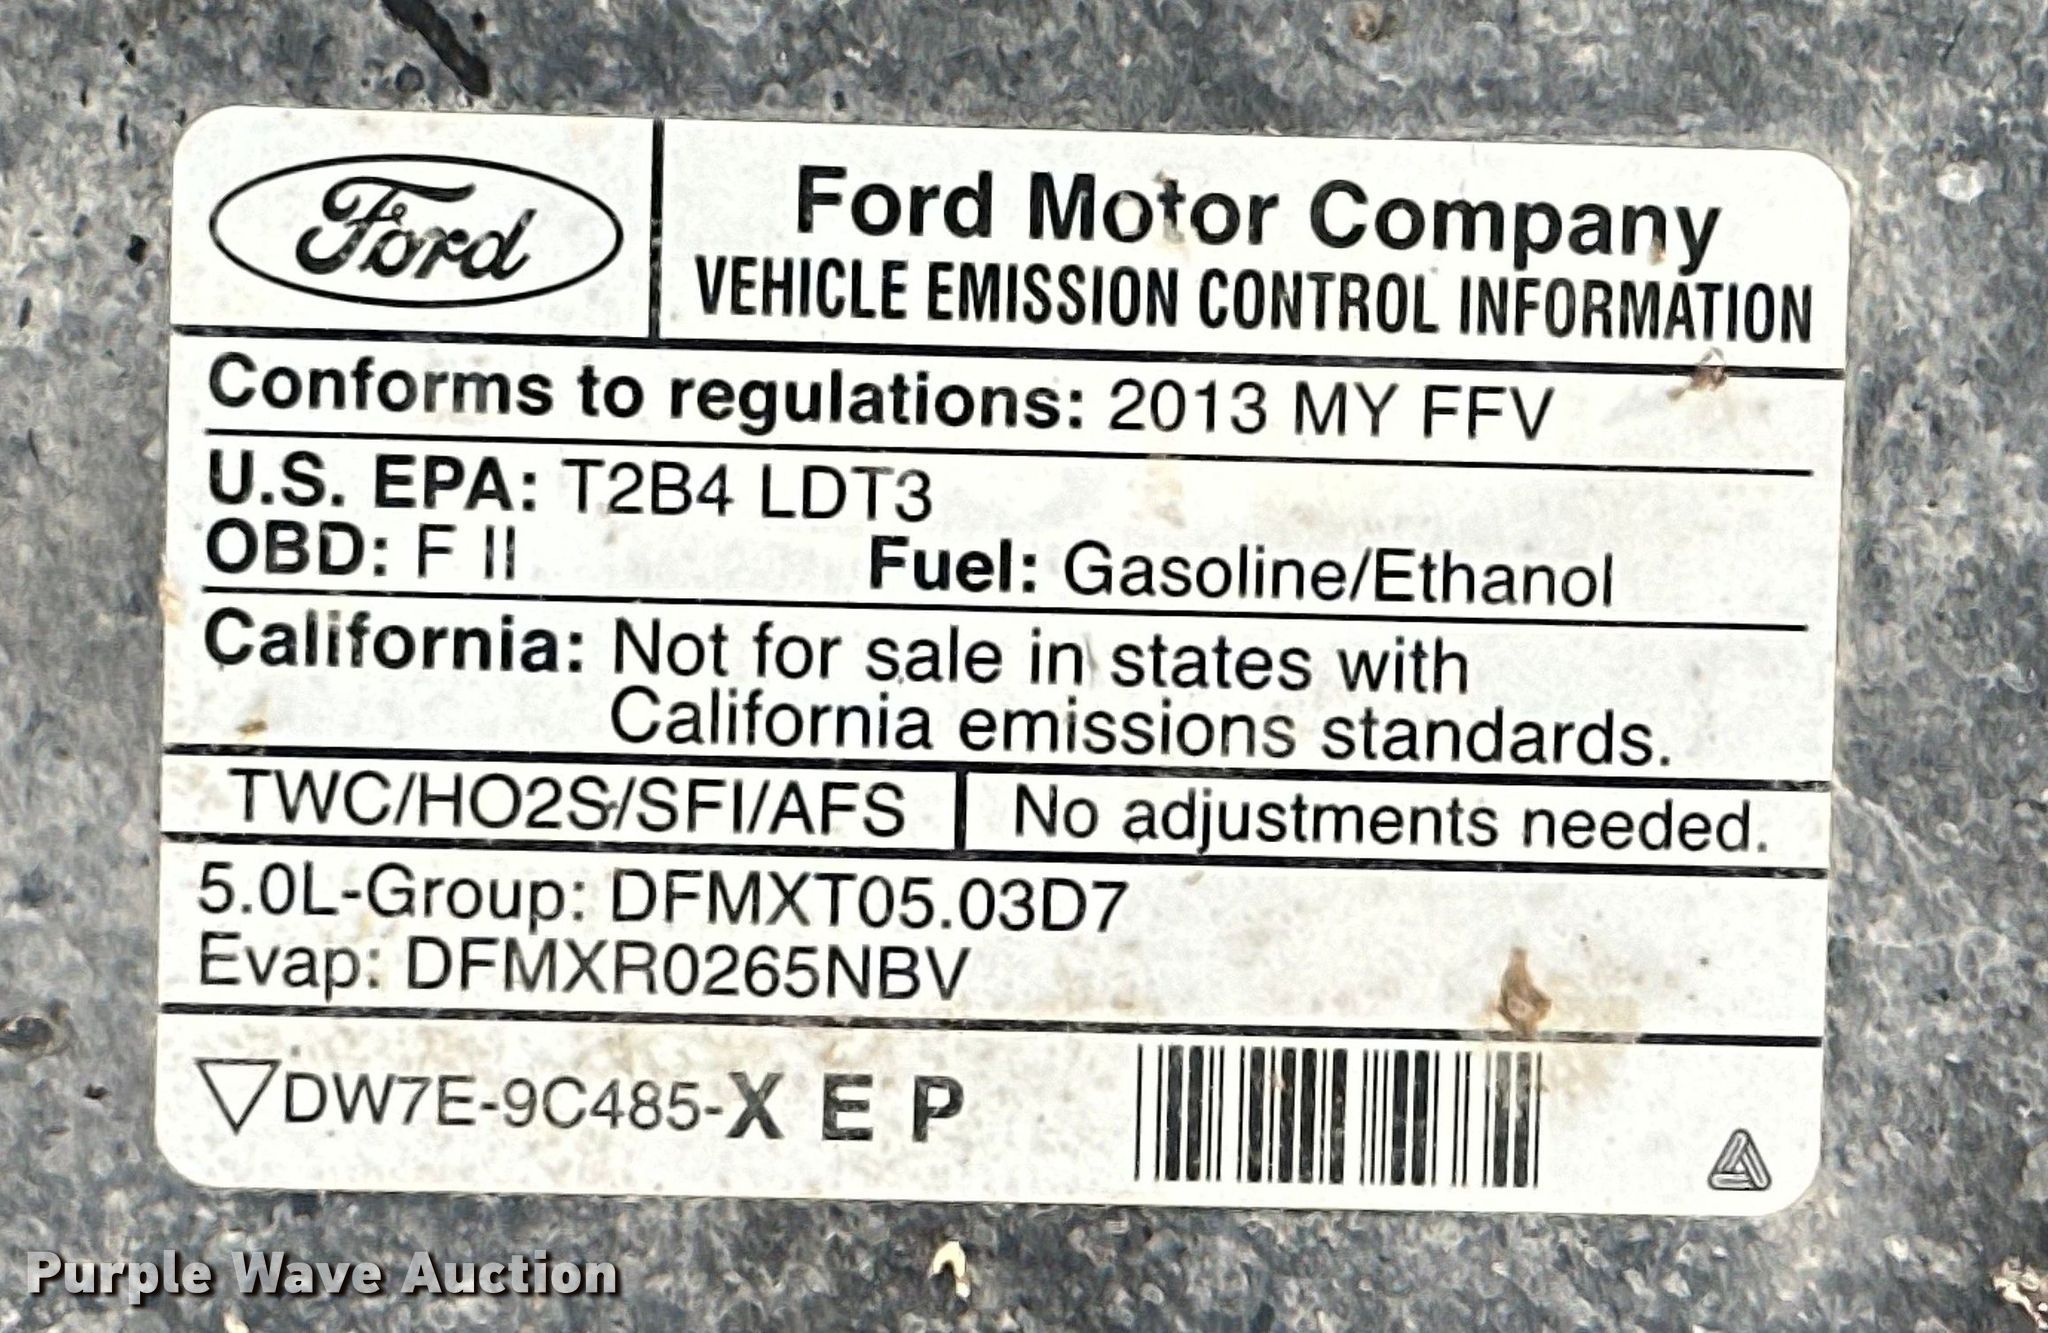 Ford
Ford Motor Company
VEHICLE EMISSION CONTROL INFORMATION
Conforms to regulations: 2013 MY FFV
U.S. EPA: T2B4 LDT3
OBD: F II Fuel: Gasoline/Ethanol
California: Not for sale in states with
California emissions standards.
TWC/HO2S/SFI/AFS No adjustments needed.
5.0L-Group: DFMXT05.03D7
Evap: DFMXR0265NBV
DW7E-9C485-X E P
Purple Wave Auction